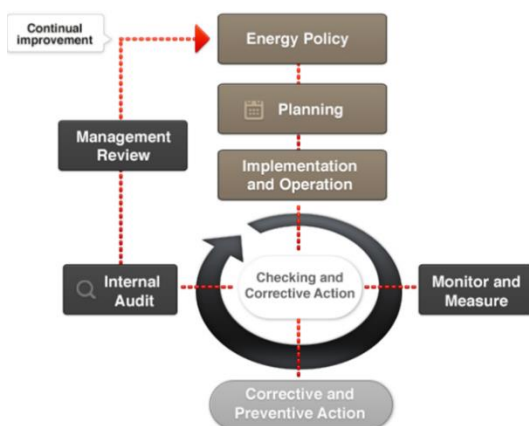 Continual
improvement
Energy Policy
Planning
Management
Review
Implementation
and Operation
Internal
Audit
Checking and
Corrective Action
Monitor and
Measure
Corrective and
Preventive Action